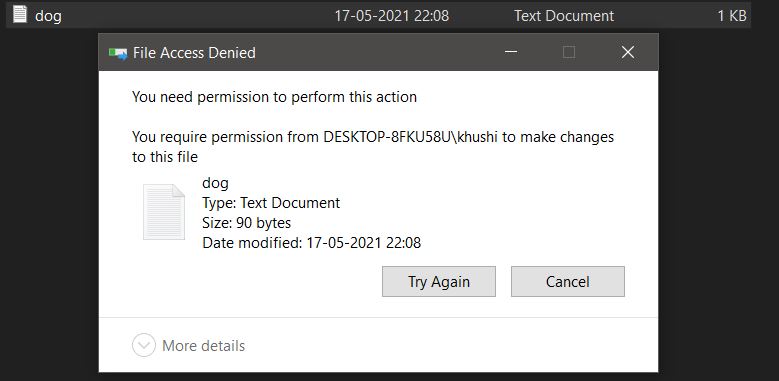 dog 17-05-2021 22:08 Text Document 1 KB
File Access Denied
You need permission to perform this action
You require permission from DESKTOP-8FKU58U\khushi to make changes
to this file
dog
Type: Text Document
Size: 90 bytes
Date modified: 17-05-2021 22:08
Try Again Cancel
More details